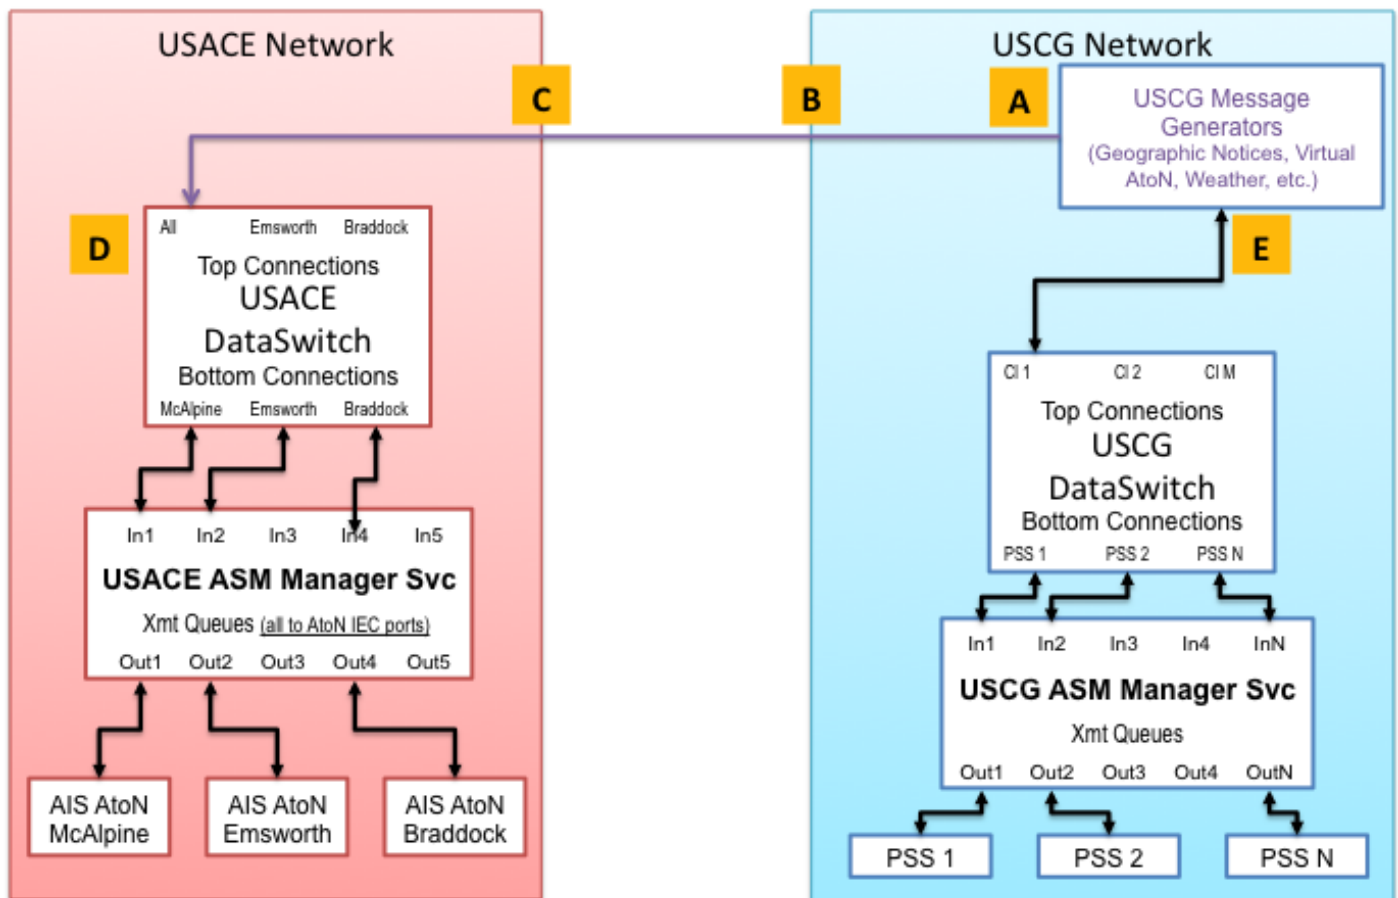 USACE Network
USCG Network
C
B
A
USCG Message
Generators
(Geographic Notices, Virtual
AtoN, Weather, etc.)
D
E
All Emsworth Braddock
Top Connections
USACE
DataSwitch
Bottom Connections
McAlpine Emsworth Braddock
In1 In2 In3 In4 In5
USACE ASM Manager Svc
Xmt Queues (all to AtoN IEC ports)
Out1 Out2 Out3 Out4 Out5
AIS AtoN
McAlpine
AIS AtoN
Emsworth
AIS AtoN
Braddock
CI 1 CI 2 CI M
Top Connections
USCG
DataSwitch
Bottom Connections
PSS 1 PSS 2 PSS N
In1 In2 In3 In4 InN
USCG ASM Manager Svc
Xmt Queues
Out1 Out2 Out3 Out4 OutN
PSS 1
PSS 2
PSS N